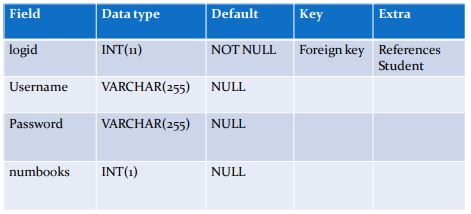 Field Data type Default Key Extra
logid INT(11) NOT NULL Foreign key References
Student
Username VARCHAR(255) NULL
Password VARCHAR(255) NULL
numbooks INT(1) NULL